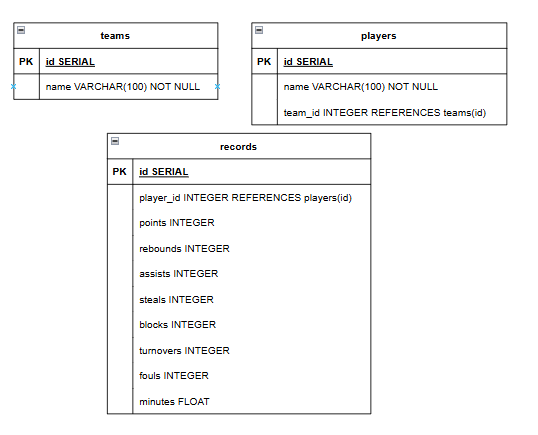 teams
PK id SERIAL
name VARCHAR(100) NOT NULL
players
PK id SERIAL
name VARCHAR(100) NOT NULL
team_id INTEGER REFERENCES teams(id)
records
PK id SERIAL
player_id INTEGER REFERENCES players(id)
points INTEGER
rebounds INTEGER
assists INTEGER
steals INTEGER
blocks INTEGER
turnovers INTEGER
fouls INTEGER
minutes FLOAT